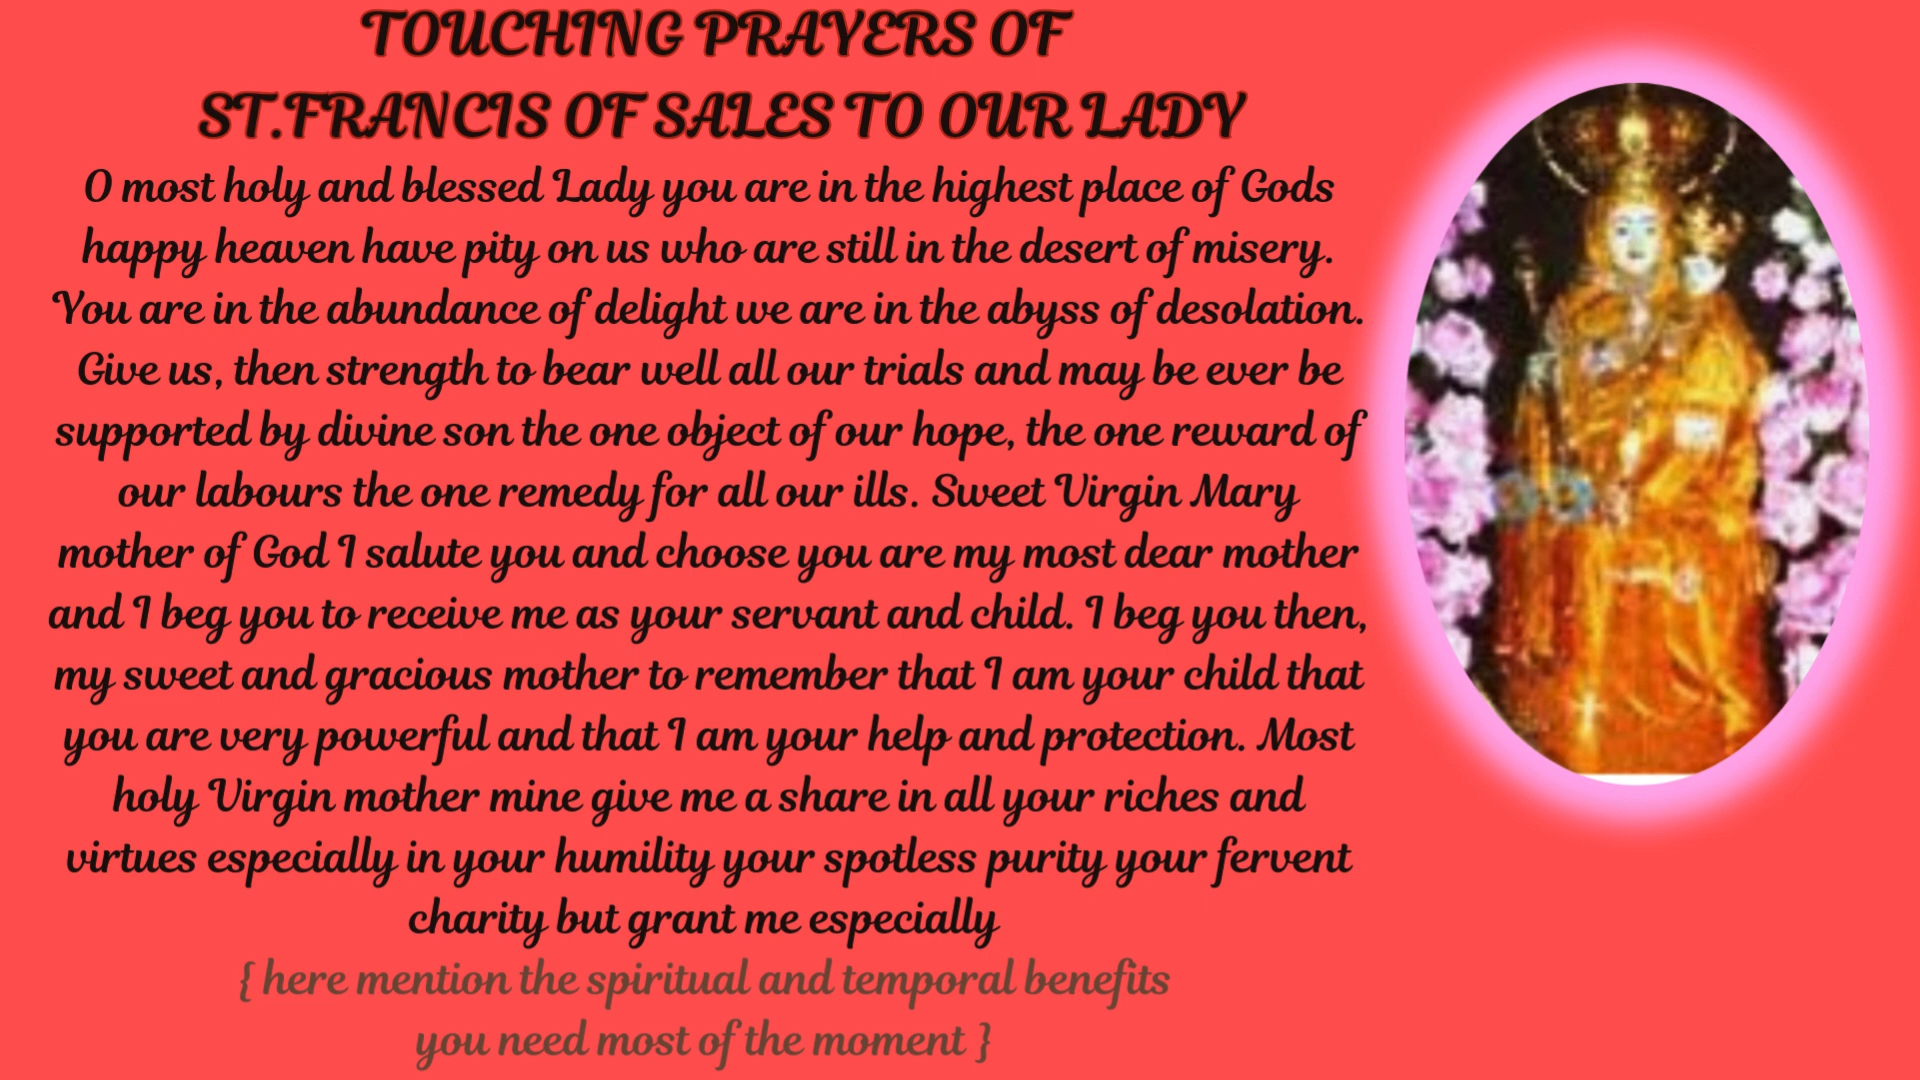 TOUCHING PRAYERS OF
ST.FRANCIS OF SALES TO OUR LADY
O most holy and blessed Lady you are in the highest place of Gods
happy heaven have pity on us who are still in the desert of misery.
You are in the abundance of delight we are in the abyss of desolation.
Give us, then strength to bear well all our trials and may be ever be
supported by divine son the one object of our hope, the one reward of
our labours the one remedy for all our ills. Sweet Virgin Mary
mother of God I salute you and choose you are my most dear mother
and I beg you to receive me as your servant and child. I beg you then,
my sweet and gracious mother to remember that I am your child that
you are very powerful and that I am your help and protection. Most
holy Virgin mother mine give me a share in all your riches and
virtues especially in your humility your spotless purity your fervent
charity but grant me especially
{ here mention the spiritual and temporal benefits
you need most of the moment }